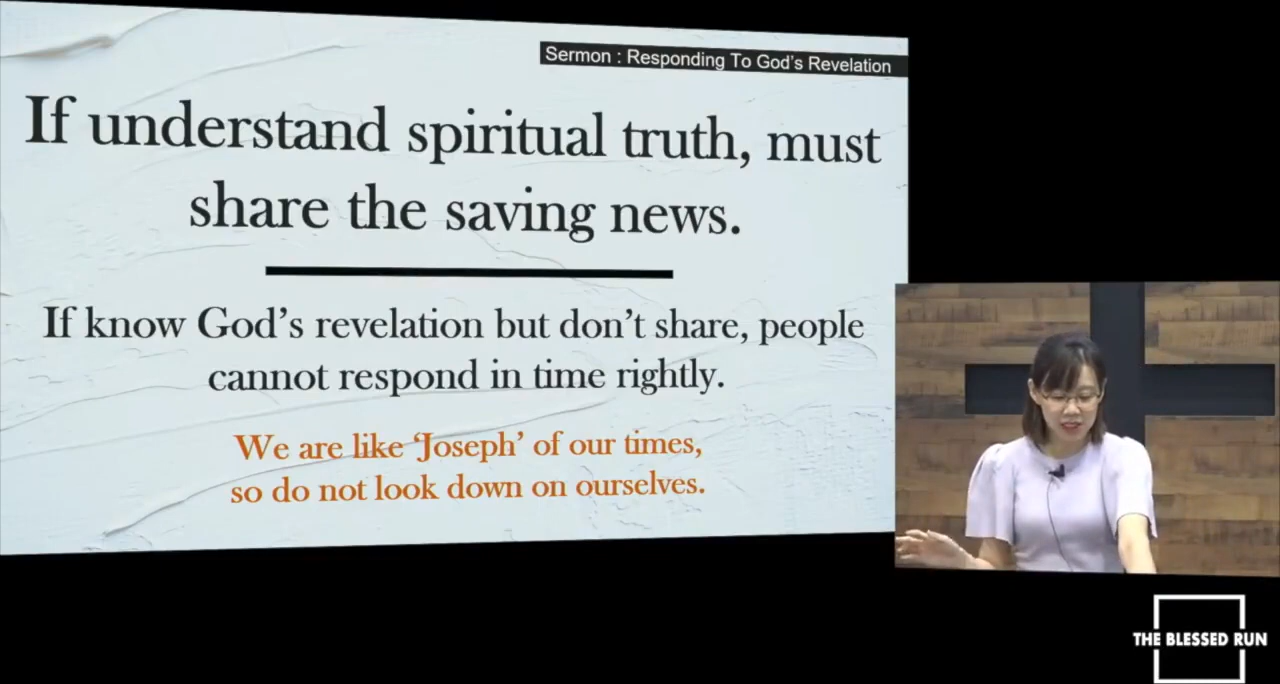 Sermon : Responding To God's Revelation
If understand spiritual truth, must
share the saving news.
If know God's revelation but don't share, people
cannot respond in time rightly.
We are like 'Joseph' of our times,
so do not look down on ourselves.
THE BLESSED RUN